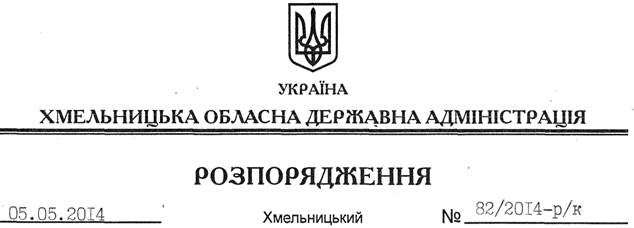 УКРАЇНА
ХМЕЛЬНИЦЬКА ОБЛАСНА ДЕРЖАВНА АДМІНІСТРАЦІЯ
РОЗПОРЯДЖЕННЯ
05.05.2014 Хмельницький № 82/2014-р/к